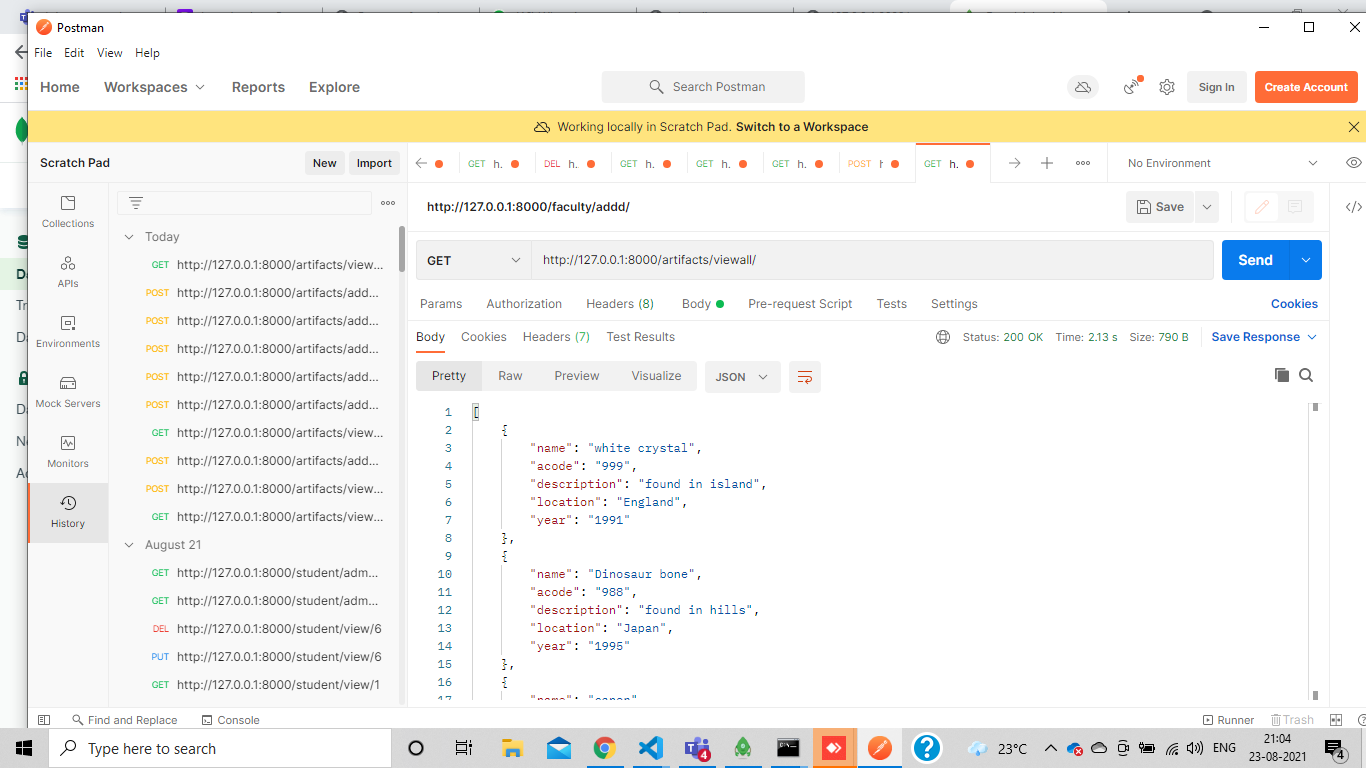 Postman
File Edit View Help
Home Workspaces Reports Explore Search Postman Sign In Create Account
Working locally in Scratch Pad. Switch to a Workspace
Scratch Pad New Import
GET h. DEL h. GET h. GET h. GET h. POST GET h. No Environment
Collections
APIs
Environments
Mock Servers
Monitors
History
Today
GET http://127.0.0.1:8000/artifacts/view...
POST http://127.0.0.1:8000/artifacts/add...
POST http://127.0.0.1:8000/artifacts/add...
POST http://127.0.0.1:8000/artifacts/add...
POST http://127.0.0.1:8000/artifacts/add...
POST http://127.0.0.1:8000/artifacts/add...
GET http://127.0.0.1:8000/artifacts/view...
POST http://127.0.0.1:8000/artifacts/add...
POST http://127.0.0.1:8000/artifacts/view...
GET http://127.0.0.1:8000/artifacts/view...
August 21
GET http://127.0.0.1:8000/student/adm...
GET http://127.0.0.1:8000/student/adm...
DEL http://127.0.0.1:8000/student/view/6
PUT http://127.0.0.1:8000/student/view/6
GET http://127.0.0.1:8000/student/view/1
http://127.0.0.1:8000/faculty/addd/ Save
GET http://127.0.0.1:8000/artifacts/viewall/ Send
Params Authorization Headers (8) Body Pre-request Script Tests Settings Cookies
Body Cookies Headers (7) Test Results Status: 200 OK Time: 2.13 s Size: 790 B Save Response
Pretty Raw Preview Visualize JSON
1 [
2 {
3 "name": "white crystal",
4 "acode": "999",
5 "description": "found in island",
6 "location": "England",
7 "year": "1991"
8 },
9 {
10 "name": "Dinosaur bone",
11 "acode": "988",
12 "description": "found in hills",
13 "location": "Japan",
14 "year": "1995"
15 },
16 {
17 "name":
Find and Replace Console Runner Trash
Type here to search 4 23°C ENG 21:04
23-08-2021 4